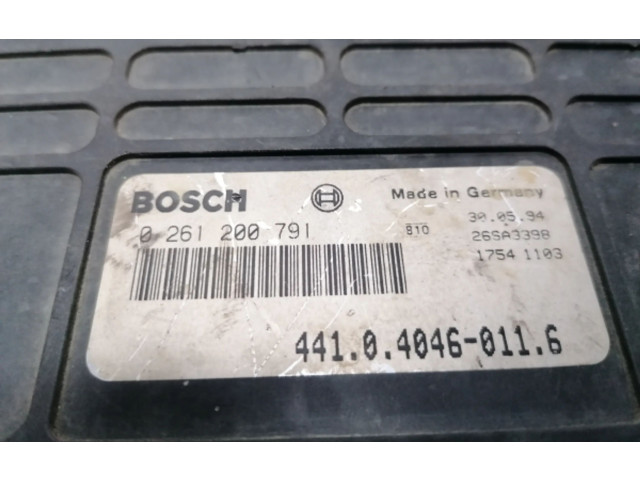 BOSCH
Made in Germany
0 261 200 791
810
30.05.94
26SA3398
1754 1103
441.0.4046-011.6